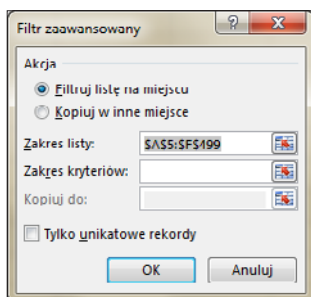 Filtr zaawansowany
Akcja
Filtruj listę na miejscu
Kopiuj w inne miejsce
Zakres listy: $A$5:$F$499
Zakres kryteriów:
Kopiuj do:
Tylko unikatowe rekordy
OK Anuluj